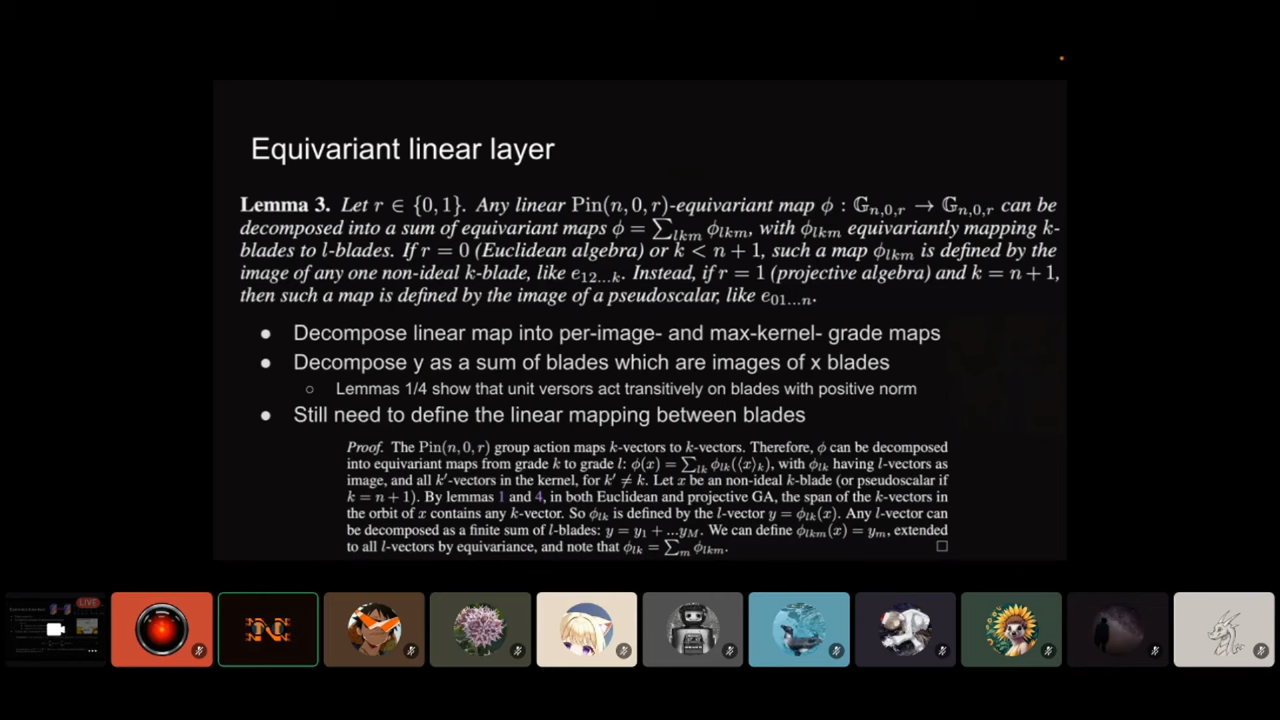 Equivariant linear layer
Lemma 3. Let r ∈ {0, 1}. Any linear Pin(n, 0, r)-equivariant map ϕ : 𝔾n,0,r → 𝔾n,0,r can be
decomposed into a sum of equivariant maps ϕ = ∑lkm ϕlkm, with ϕlkm equivariantly mapping k-
blades to l-blades. If r = 0 (Euclidean algebra) or k < n + 1, such a map ϕlkm is defined by the
image of any one non-ideal k-blade, like e12...k. Instead, if r = 1 (projective algebra) and k = n + 1,
then such a map is defined by the image of a pseudoscalar, like e01...n.
● Decompose linear map into per-image- and max-kernel- grade maps
● Decompose y as a sum of blades which are images of x blades
○ Lemmas 1/4 show that unit versors act transitively on blades with positive norm
● Still need to define the linear mapping between blades
Proof. The Pin(n, 0, r) group action maps k-vectors to k-vectors. Therefore, ϕ can be decomposed
into equivariant maps from grade k to grade l: ϕ(x) = ∑lk ϕlk(⟨x⟩k), with ϕlk having l-vectors as
image, and all k′-vectors in the kernel, for k′ ≠ k. Let x be an non-ideal k-blade (or pseudoscalar if
k = n + 1). By lemmas 1 and 4, in both Euclidean and projective GA, the span of the k-vectors in
the orbit of x contains any k-vector. So ϕlk is defined by the l-vector y = ϕlk(x). Any l-vector can
be decomposed as a finite sum of l-blades: y = y1 + ...yM. We can define ϕlkm(x) = ym, extended
to all l-vectors by equivariance, and note that ϕlk = ∑m ϕlkm. □
LIVE